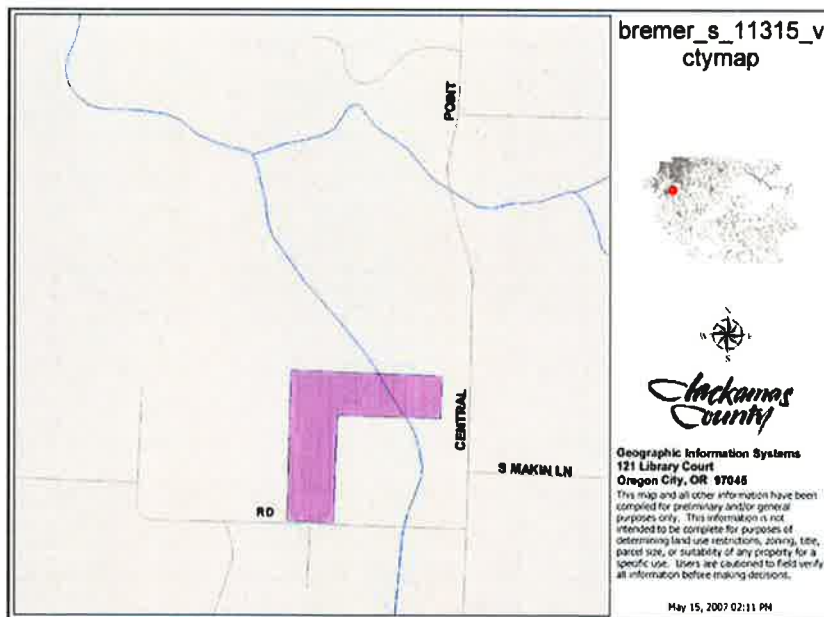 bremer_s_11315_v
ctymap
POINT
CENTRAL
S MAKIN LN
RD
N
W E
S
Clackamas
County
Geographic Information Systems
121 Library Court
Oregon City, OR 97045
This map and all other information have been
compiled for preliminary and/or general
purposes only. This information is not
intended to be complete for purposes of
determining land use restrictions, zoning, title,
parcel size, or suitability of any property for a
specific use. Users are cautioned to field verify
all information before making decisions.
May 15, 2007 02:11 PM